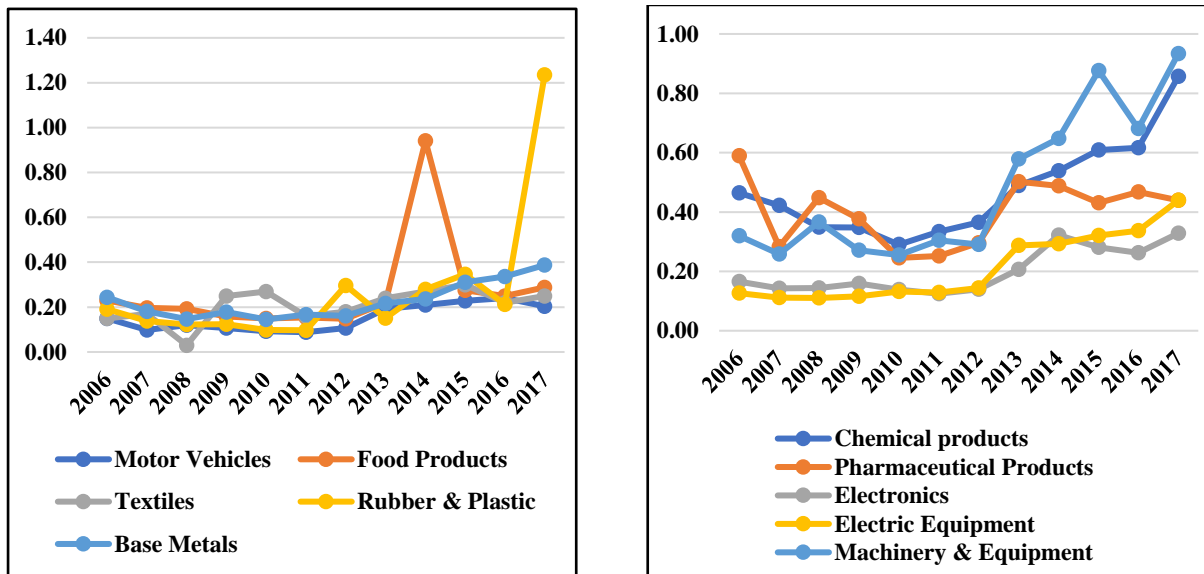 1.40
1.20
1.00
0.80
0.60
0.40
0.20
0.00
2006 2007 2008 2009 2010 2011 2012 2013 2014 2015 2016 2017
Motor Vehicles Food Products
Textiles Rubber & Plastic
Base Metals
1.00
0.80
0.60
0.40
0.20
0.00
2006 2007 2008 2009 2010 2011 2012 2013 2014 2015 2016 2017
Chemical products
Pharmaceutical Products
Electronics
Electric Equipment
Machinery & Equipment